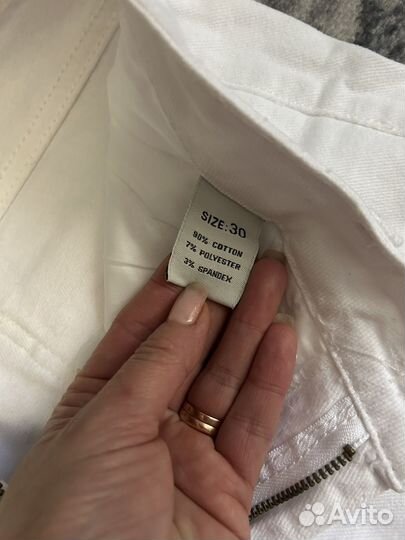 SIZE:30
90% COTTON
7% POLYESTER
3% SPANDEX
Avito